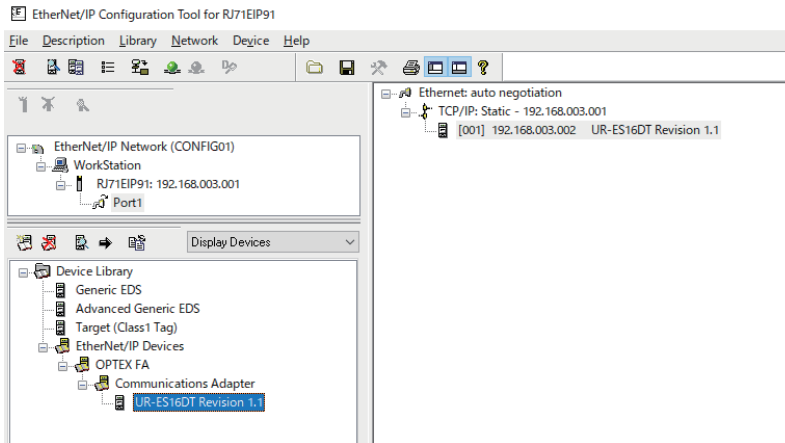 EtherNet/IP Configuration Tool for RJ71EIP91
File Description Library Network Device Help
EtherNet/IP Network (CONFIG01)
WorkStation
RJ71EIP91: 192.168.003.001
Port1
Display Devices
Device Library
Generic EDS
Advanced Generic EDS
Target (Class1 Tag)
EtherNet/IP Devices
OPTEX FA
Communications Adapter
UR-ES16DT Revision 1.1
Ethernet: auto negotiation
TCP/IP: Static - 192.168.003.001
[001] 192.168.003.002 UR-ES16DT Revision 1.1